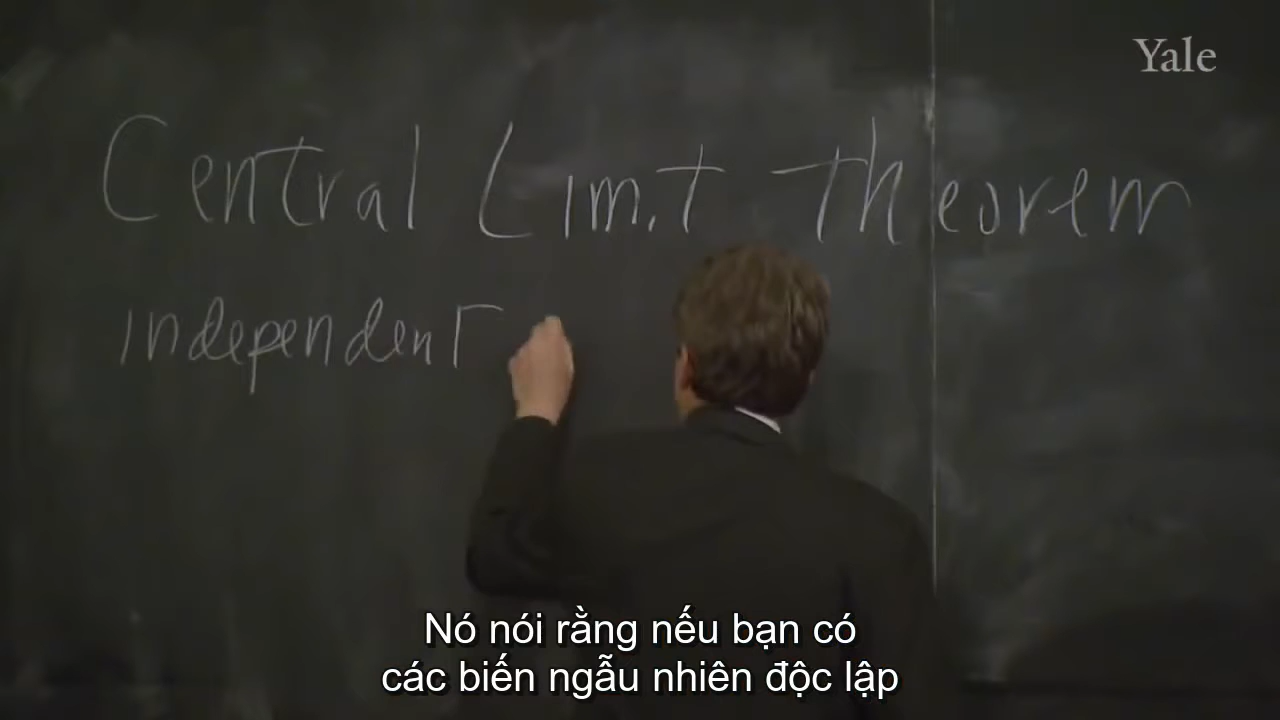 Yale
Central Limit Theorem
independent
Nó nói rằng nếu bạn có
các biến ngẫu nhiên độc lập